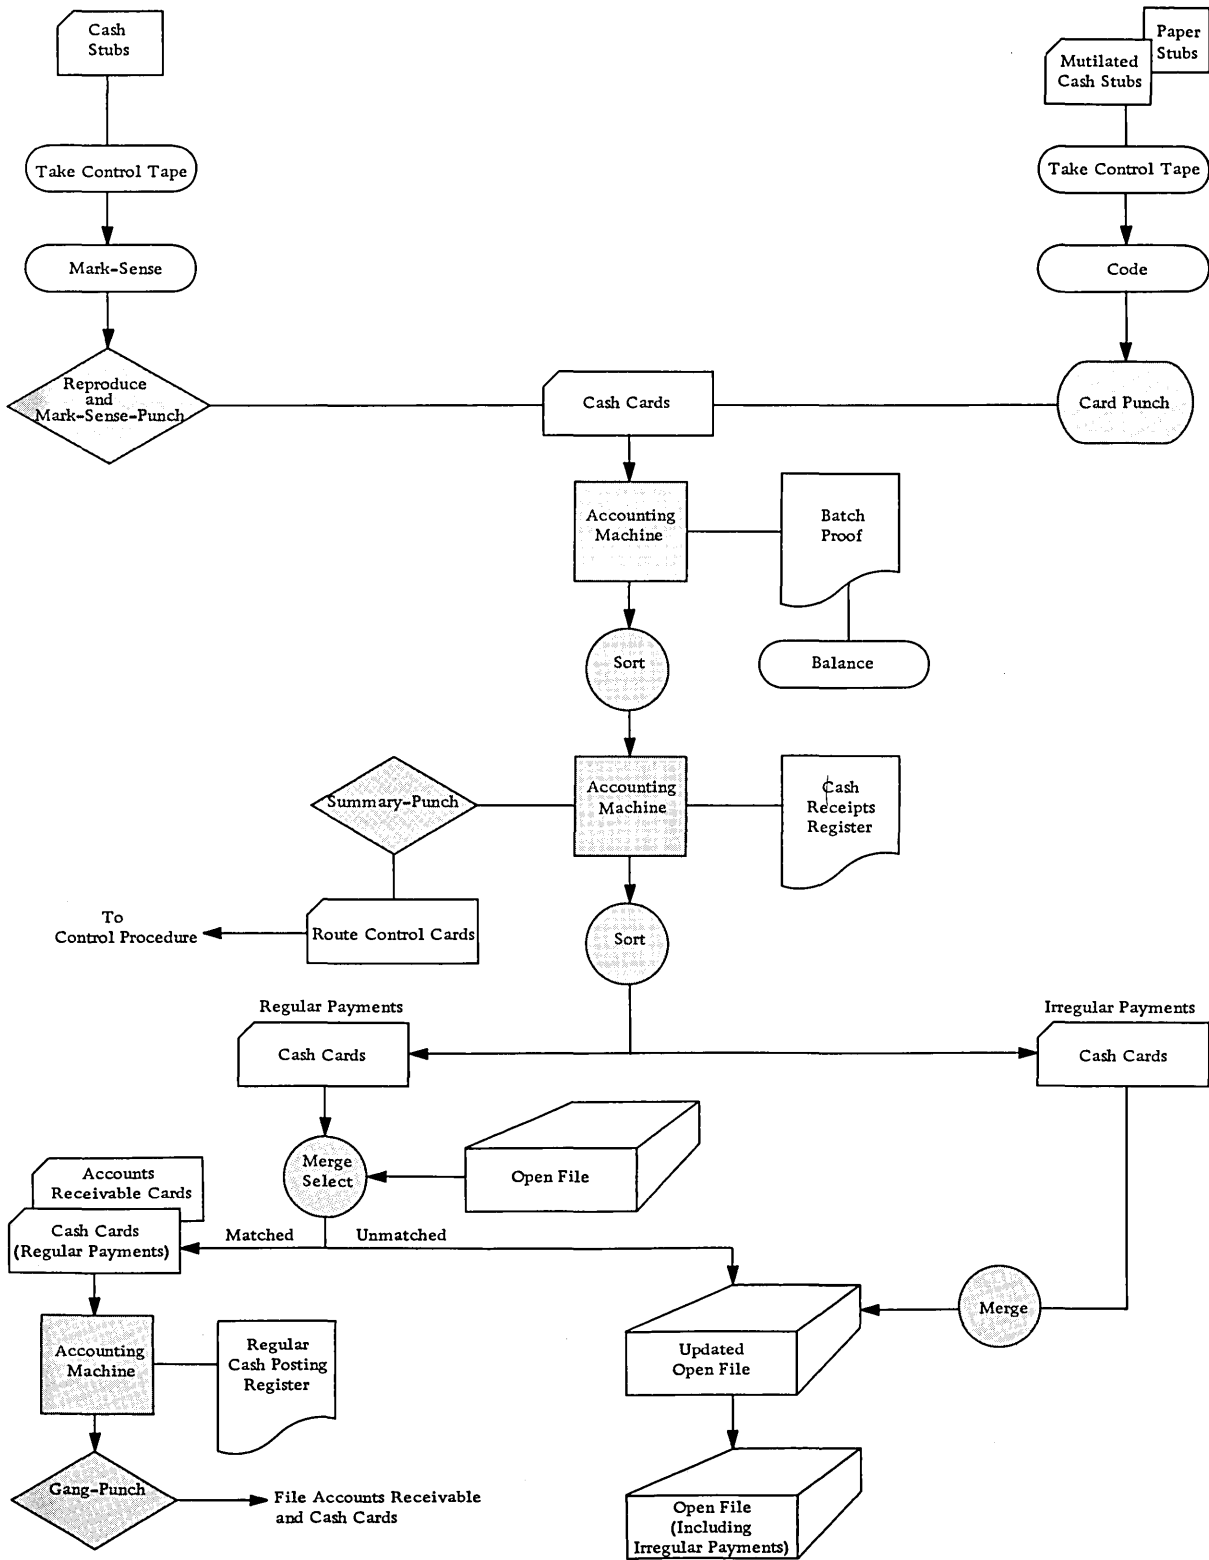 Cash
Stubs
Paper
Stubs
Mutilated
Cash Stubs
Take Control Tape
Take Control Tape
Mark-Sense
Code
Reproduce
and
Mark-Sense-Punch
Cash Cards
Card Punch
Accounting
Machine
Batch
Proof
Sort
Balance
Summary-Punch
Accounting
Machine
Cash
Receipts
Register
To
Control Procedure
Route Control Cards
Sort
Regular Payments
Irregular Payments
Cash Cards
Cash Cards
Merge
Select
Open File
Accounts
Receivable Cards
Cash Cards
(Regular Payments)
Matched
Unmatched
Merge
Accounting
Machine
Regular
Cash Posting
Register
Updated
Open File
Gang-Punch
File Accounts Receivable
and Cash Cards
Open File
(Including
Irregular Payments)